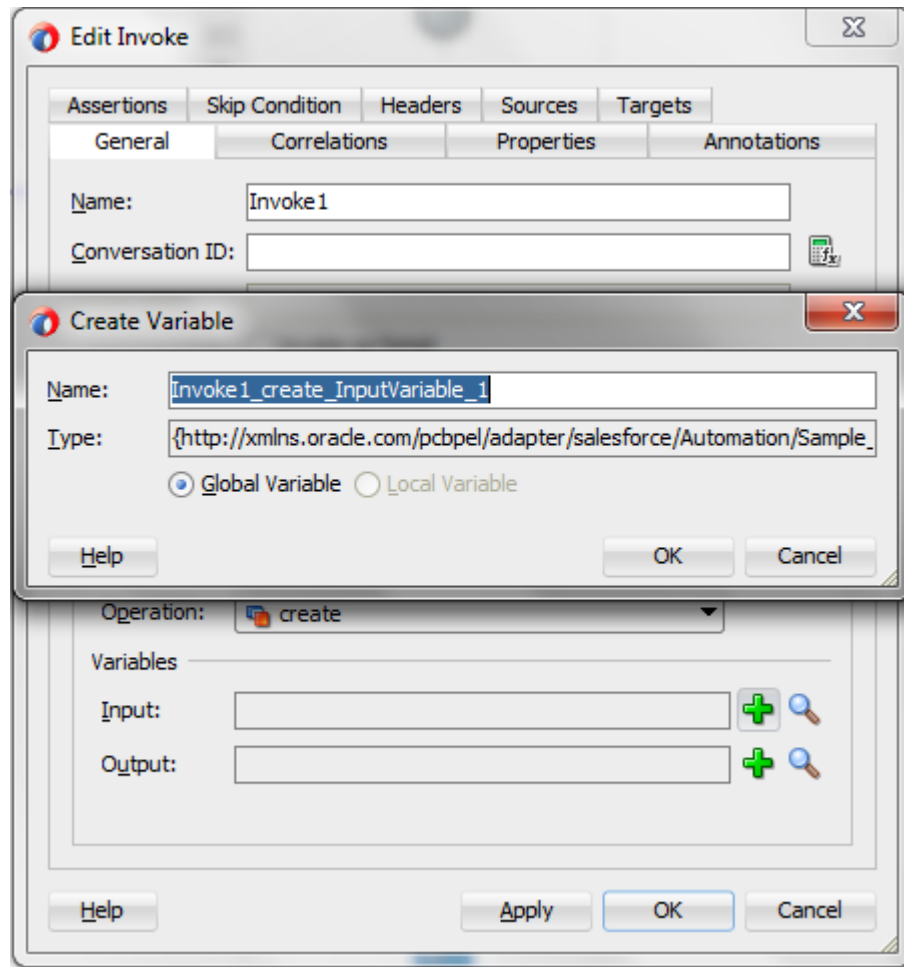 Edit Invoke
Assertions Skip Condition Headers Sources Targets
General Correlations Properties Annotations
Name: Invoke1
Conversation ID:
Create Variable
Name: Invoke1_create_InputVariable_1
Type: {http://xmlns.oracle.com/pcbpel/adapter/salesforce/Automation/Sample_
Global Variable Local Variable
Help OK Cancel
Operation: create
Variables
Input:
Output:
Help Apply OK Cancel